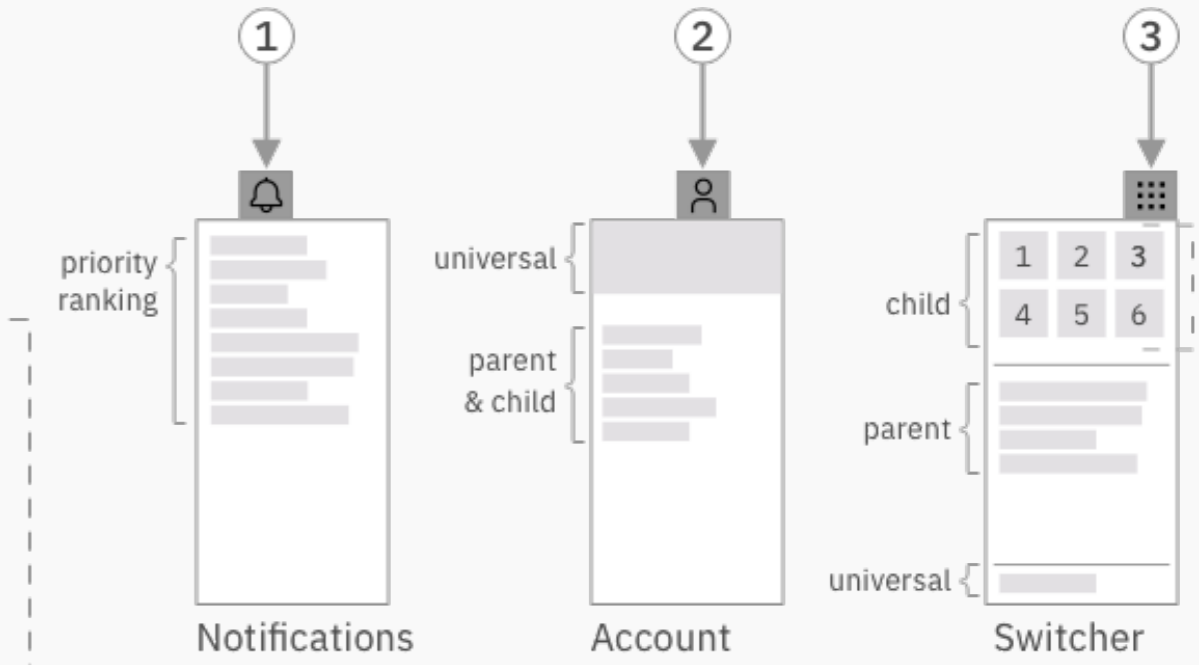 1
2
3
priority
ranking
universal
parent
& child
child
1 2 3
4 5 6
parent
universal
Notifications
Account
Switcher